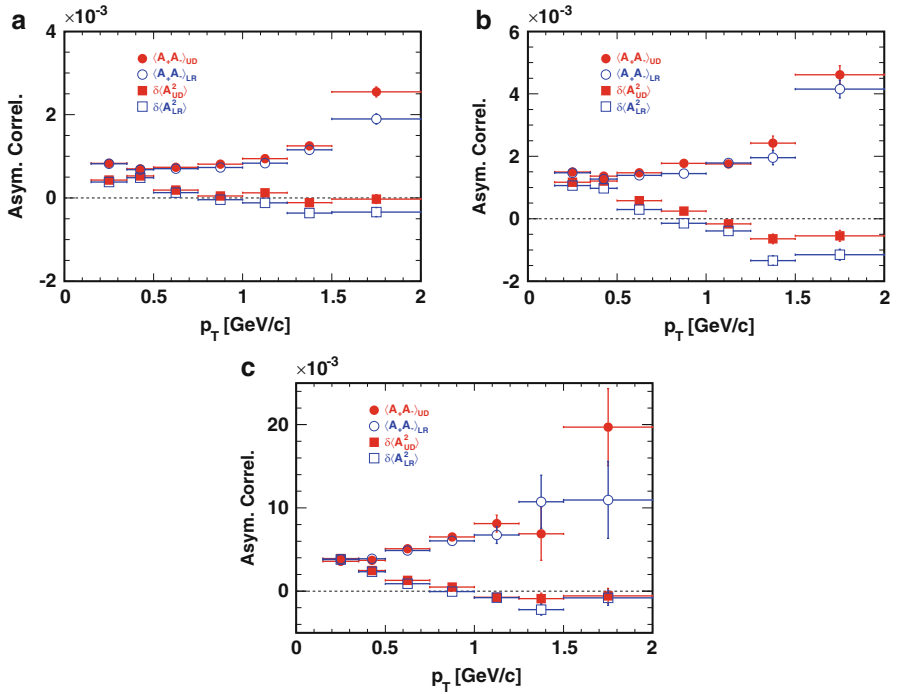 a
×10⁻³
Asym. Correl.
4
2
0
-2
⟨A₊A₋⟩UD
⟨A₊A₋⟩LR
δ⟨A²UD⟩
δ⟨A²LR⟩
0 0.5 1 1.5 2
p_T [GeV/c]
b
×10⁻³
Asym. Correl.
6
4
2
0
-2
⟨A₊A₋⟩UD
⟨A₊A₋⟩LR
δ⟨A²UD⟩
δ⟨A²LR⟩
0 0.5 1 1.5 2
p_T [GeV/c]
c
×10⁻³
Asym. Correl.
20
10
0
⟨A₊A₋⟩UD
⟨A₊A₋⟩LR
δ⟨A²UD⟩
δ⟨A²LR⟩
0 0.5 1 1.5 2
p_T [GeV/c]